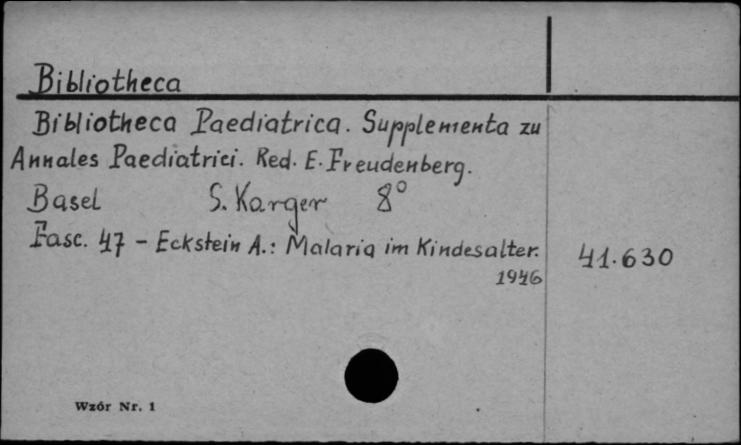 Bibliotheca
Bibliotheca Paediatrica. Supplementa zu
Annales Paediatrici. Red. E. Freudenberg.
Basel S. Karger 8°
Fasc. 47 - Eckstein A.: Malaria im Kindesalter.
1946
41.630
Wzór Nr. 1